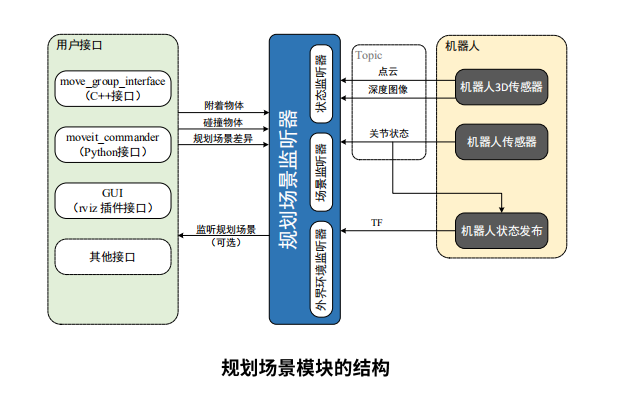 用户接口
move_group_interface
(C++接口)
moveit_commander
(Python接口)
GUI
(rviz 插件接口)
其他接口
附着物体
碰撞物体
规划场景差异
监听规划场景
(可选)
规划场景监听器
状态监听器
场景监听器
外界环境监听器
Topic
点云
深度图像
关节状态
TF
机器人
机器人3D传感器
机器人传感器
机器人状态发布
规划场景模块的结构